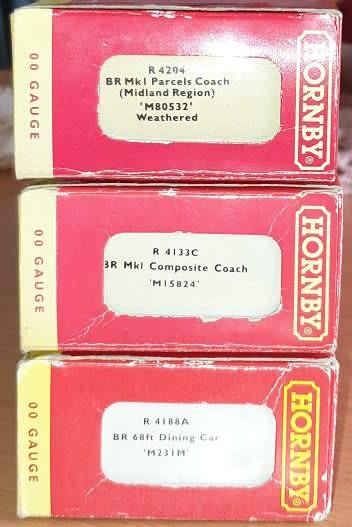 00 GAUGE
R 4204
BR Mk1 Parcels Coach
(Midland Region)
'M80532'
Weathered
HORNBY®
00 GAUGE
R 4133C
BR Mk1 Composite Coach
'M15824'
HORNBY®
00 GAUGE
R 4188A
BR 68ft Dining Car
'M231M'
HORNBY®